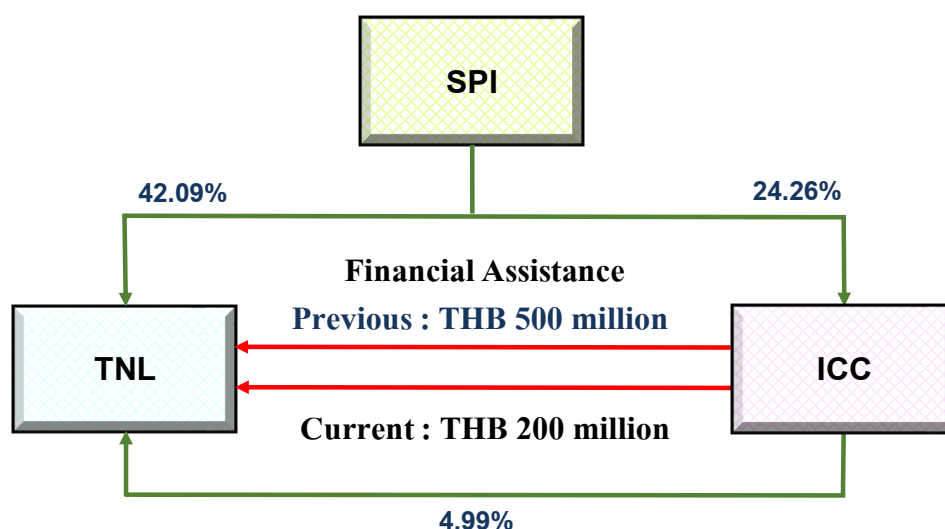 SPI
42.09%
24.26%
Financial Assistance
Previous : THB 500 million
TNL
ICC
Current : THB 200 million
4.99%